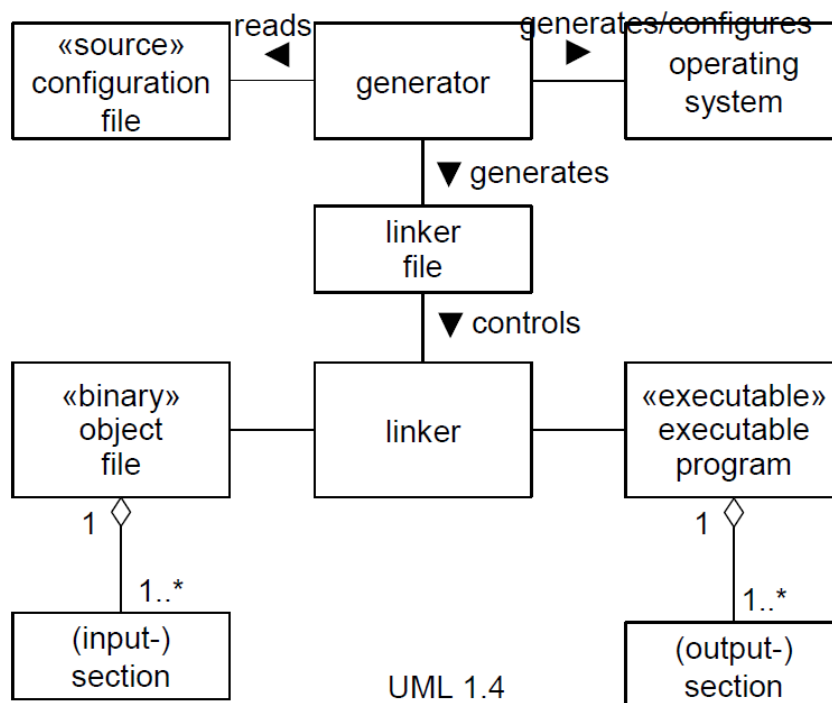 reads
generates/configures
«source»
configuration
file
generator
operating
system
generates
linker
file
controls
«binary»
object
file
linker
«executable»
executable
program
1
1..*
1
1..*
(input-)
section
(output-)
section
UML 1.4